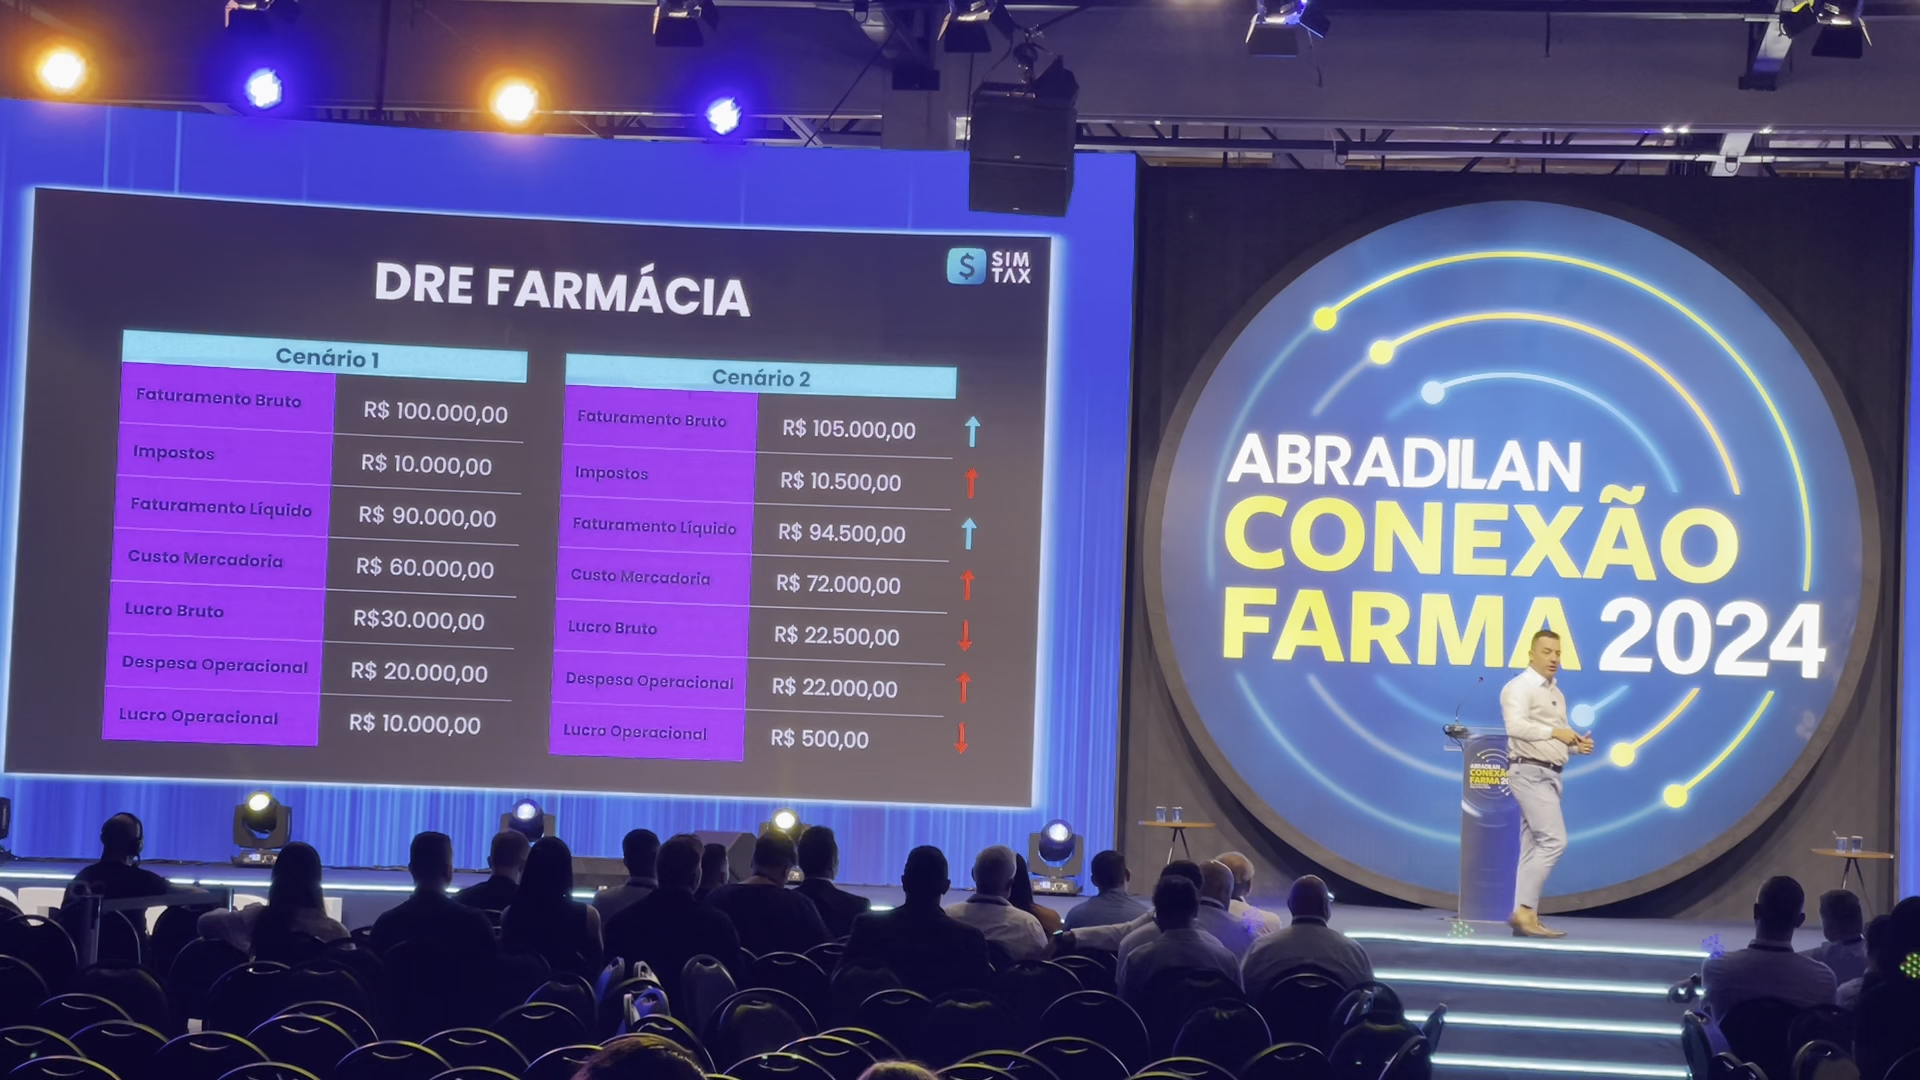 DRE FARMÁCIA
$ SIM
TAX
Cenário 1
Faturamento Bruto R$ 100.000,00
Impostos R$ 10.000,00
Faturamento Líquido R$ 90.000,00
Custo Mercadoria R$ 60.000,00
Lucro Bruto R$30.000,00
Despesa Operacional R$ 20.000,00
Lucro Operacional R$ 10.000,00
Cenário 2
Faturamento Bruto R$ 105.000,00
Impostos R$ 10.500,00
Faturamento Líquido R$ 94.500,00
Custo Mercadoria R$ 72.000,00
Lucro Bruto R$ 22.500,00
Despesa Operacional R$ 22.000,00
Lucro Operacional R$ 500,00
ABRADILAN
CONEXÃO
FARMA 2024
ABRADILAN
CONEXÃO
FARMA 20